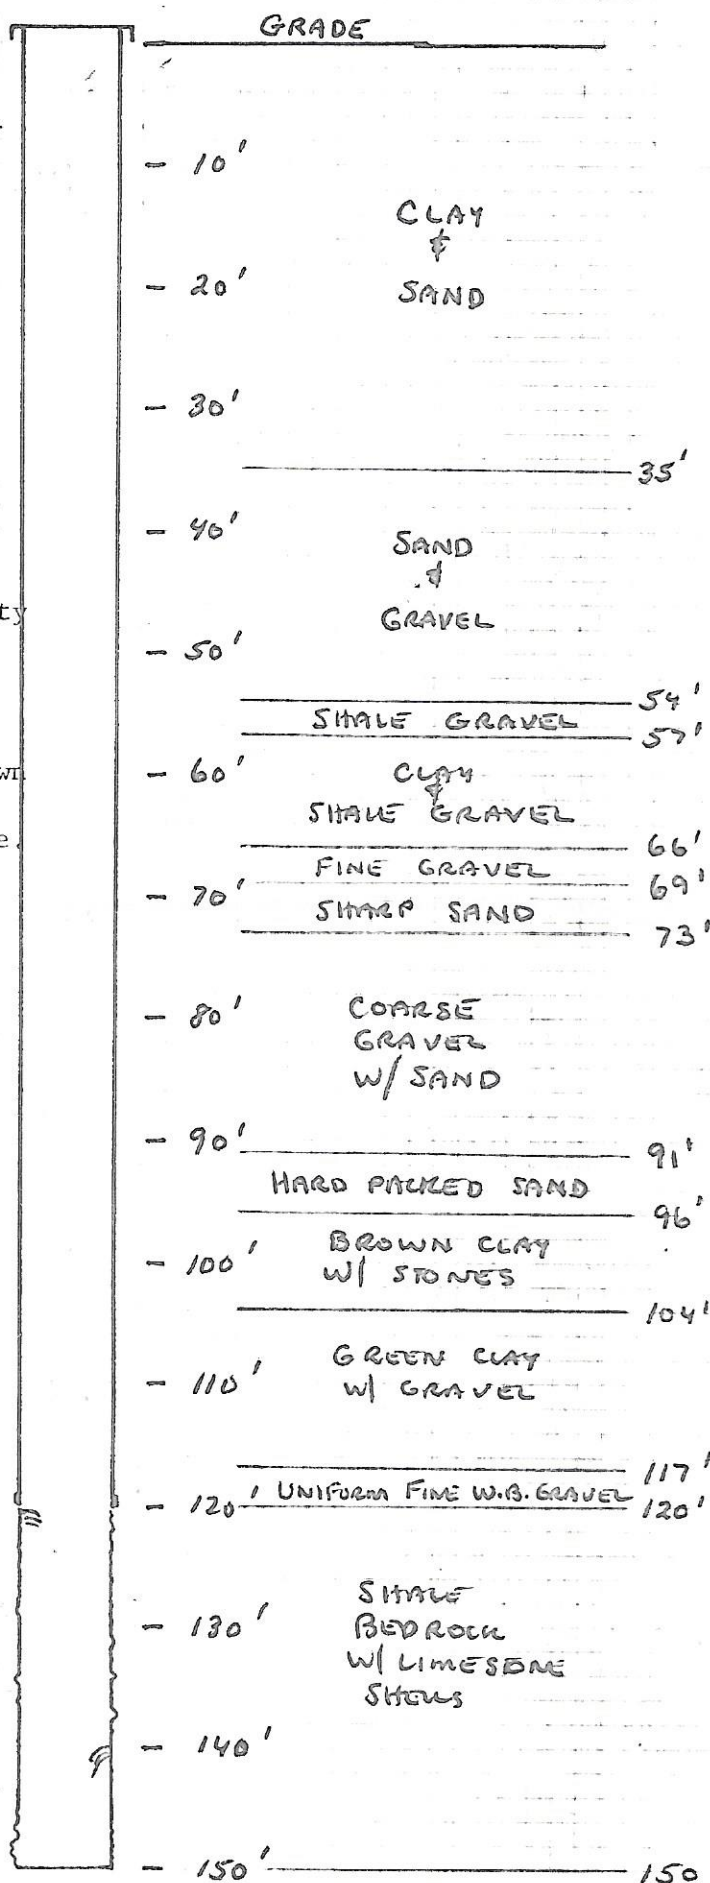 GRADE
- 10'
CLAY
&
- 20'
SAND
- 30'
35'
- 40'
SAND
&
GRAVEL
ty
- 50'
54'
SHALE GRAVEL
57'
- 60'
CLAY
&
SHALE GRAVEL
66'
FINE GRAVEL
69'
- 70'
SHARP SAND
73'
- 80'
COARSE
GRAVEL
W/ SAND
- 90'
91'
HARD PACKED SAND
96'
BROWN CLAY
- 100'
W/ STONES
104'
GREEN CLAY
- 110'
W/ GRAVEL
117'
- 120' UNIFORM FINE W.B. GRAVEL 120'
SHALE
- 130'
BEDROCK
W/ LIMESTONE
SHELLS
- 140'
- 150' 150